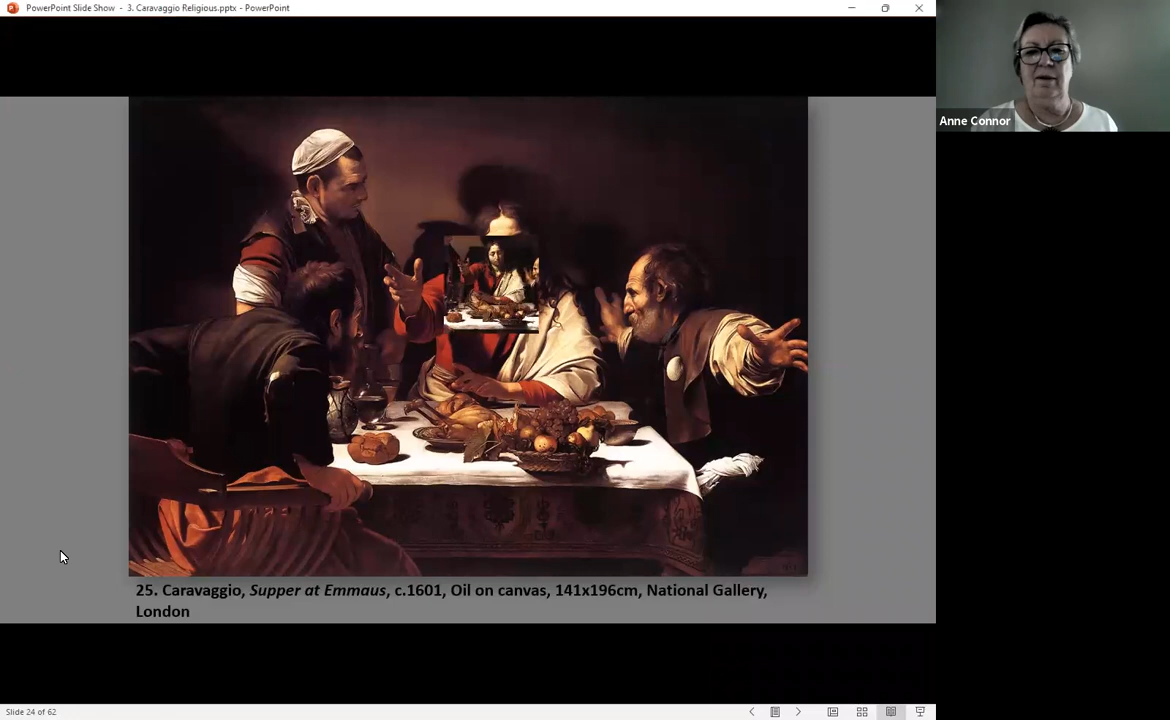 PowerPoint Slide Show - 3. Caravaggio Religious.pptx - PowerPoint
Anne Connor
25. Caravaggio, Supper at Emmaus, c.1601, Oil on canvas, 141x196cm, National Gallery,
London
Slide 24 of 62